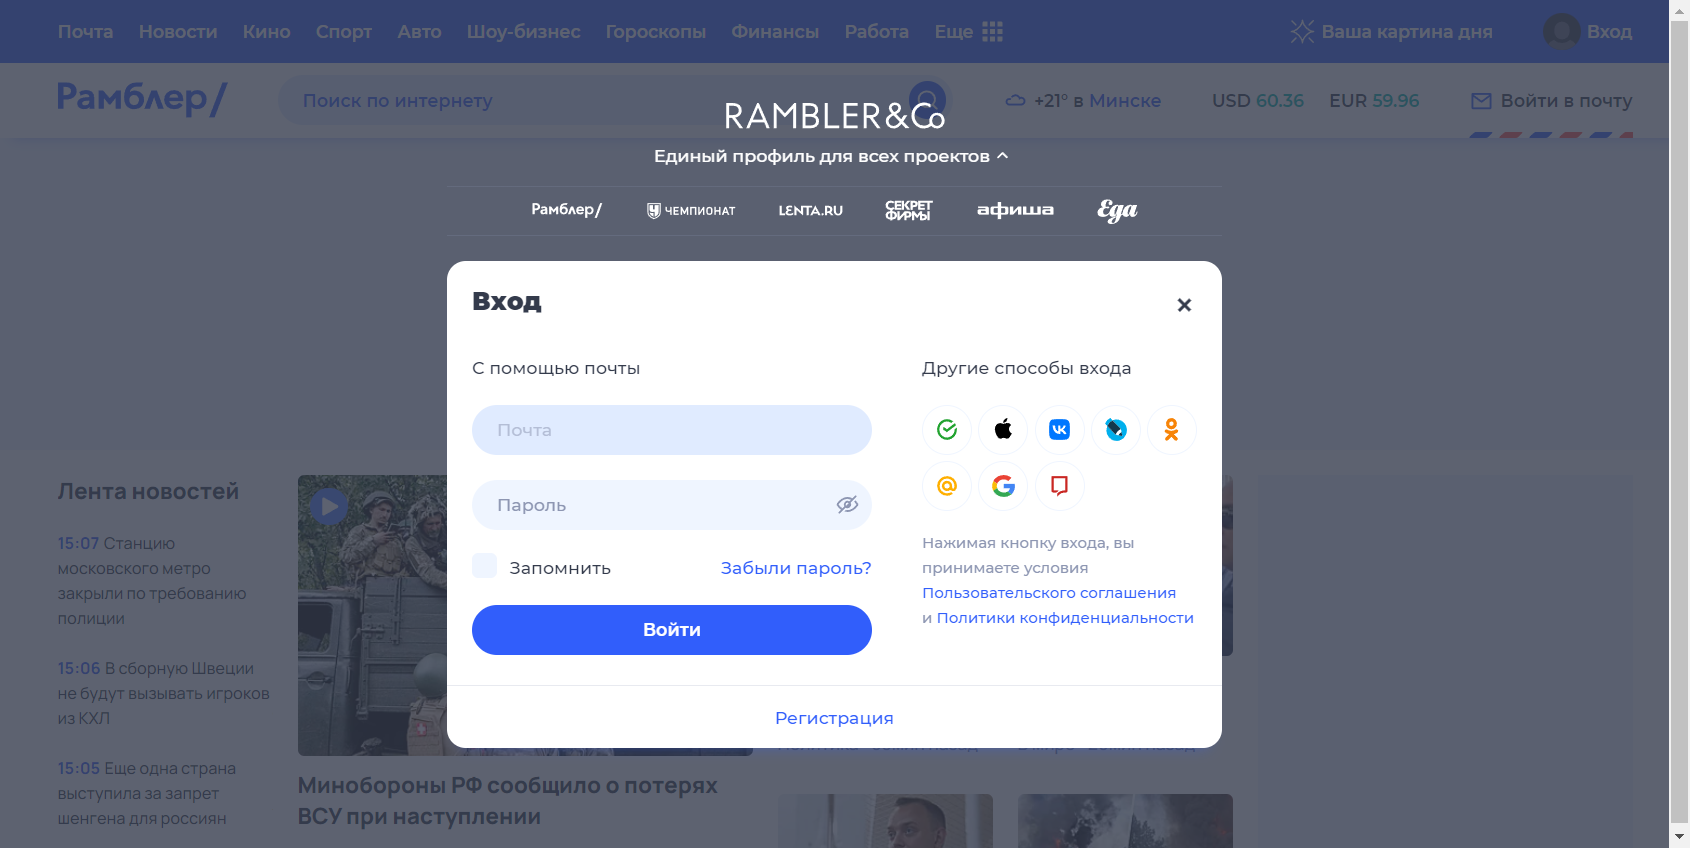 Почта Новости Кино Спорт Авто Шоу-бизнес Гороскопы Финансы Работа Еще Ваша картина дня Вход
Рамблер/ Поиск по интернету +21° в Минске USD 60.36 EUR 59.96 Войти в почту
RAMBLER&Co
Единый профиль для всех проектов
Рамблер/ ЧЕМПИОНАТ LENTA.RU СЕКРЕТ ФИРМЫ афиша Еда
Вход
С помощью почты
Почта
Пароль
Запомнить Забыли пароль?
Войти
Другие способы входа
Нажимая кнопку входа, вы
принимаете условия
Пользовательского соглашения
и Политики конфиденциальности
Регистрация
Лента новостей
15:07 Станцию
московского метро
закрыли по требованию
полиции
15:06 В сборную Швеции
не будут вызывать игроков
из КХЛ
15:05 Еще одна страна
выступила за запрет
шенгена для россиян
Минобороны РФ сообщило о потерях
ВСУ при наступлении